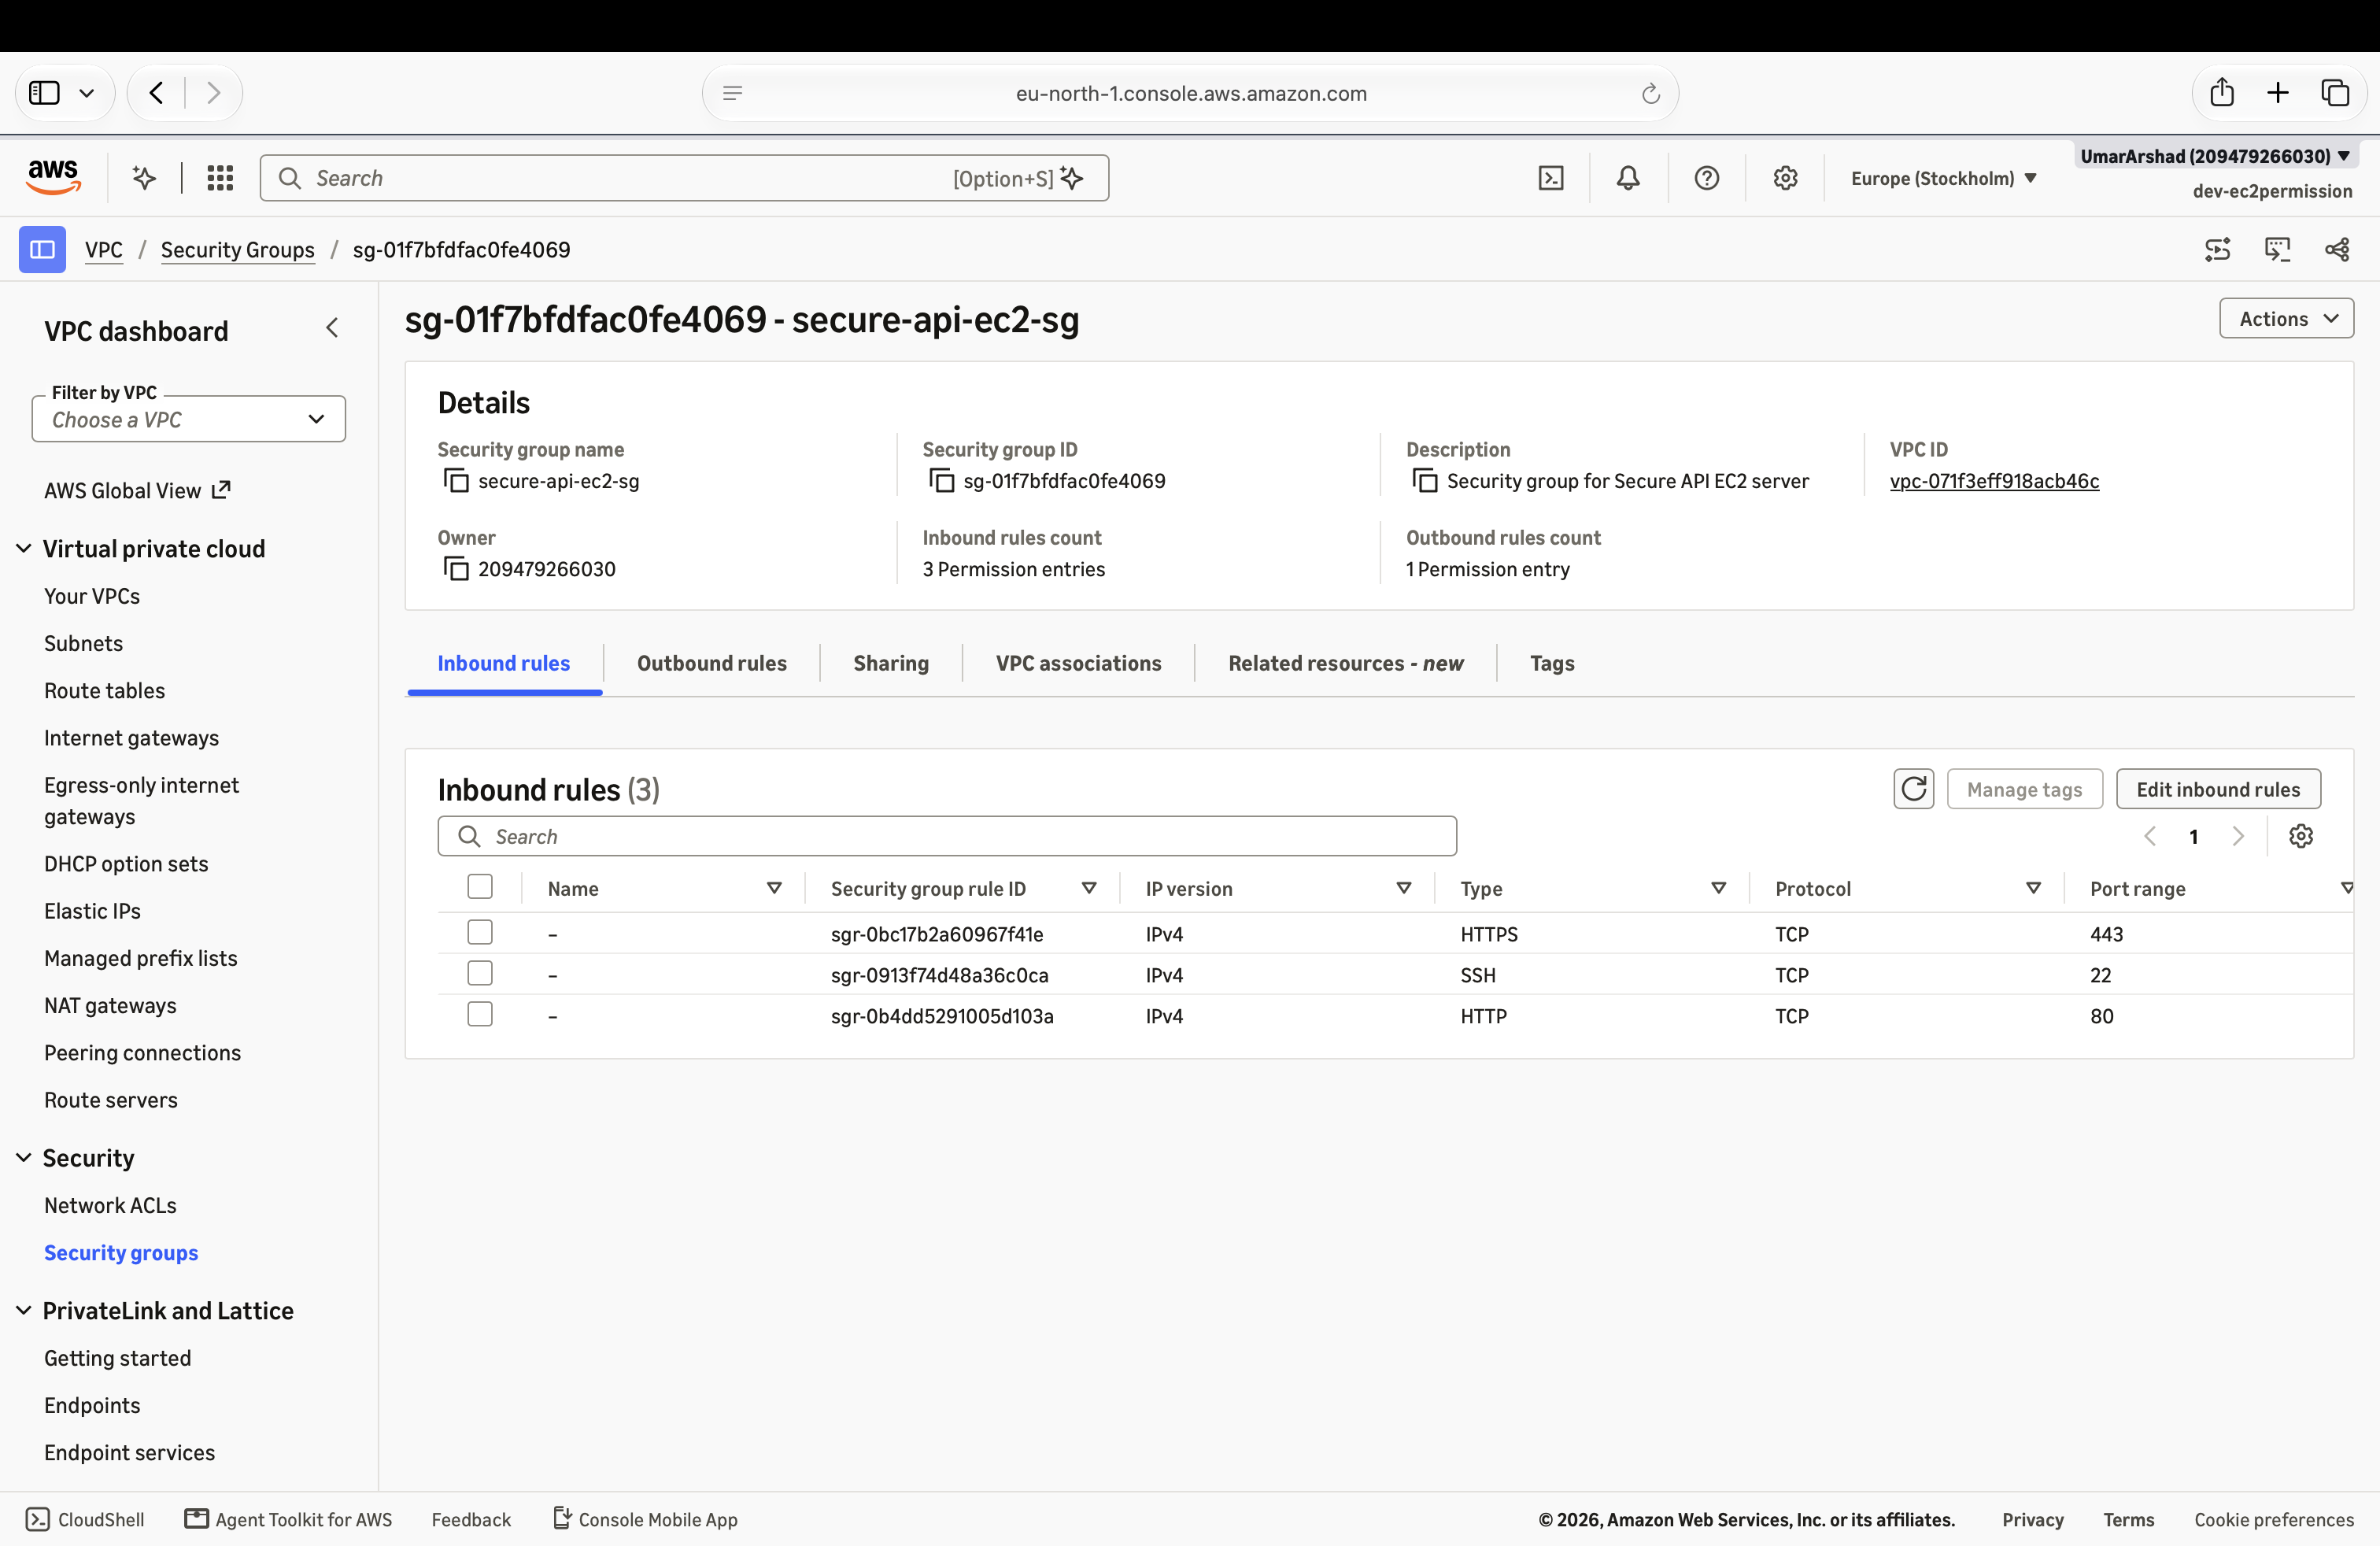 eu-north-1.console.aws.amazon.com
aws
Search
[Option+S]
Europe (Stockholm)
UmarArshad (209479266030)
dev-ec2permission
VPC / Security Groups / sg-01f7bfdfac0fe4069
VPC dashboard
Filter by VPC
Choose a VPC
AWS Global View
Virtual private cloud
Your VPCs
Subnets
Route tables
Internet gateways
Egress-only internet
gateways
DHCP option sets
Elastic IPs
Managed prefix lists
NAT gateways
Peering connections
Route servers
Security
Network ACLs
Security groups
PrivateLink and Lattice
Getting started
Endpoints
Endpoint services
sg-01f7bfdfac0fe4069 - secure-api-ec2-sg
Actions
Details
Security group name
secure-api-ec2-sg
Security group ID
sg-01f7bfdfac0fe4069
Description
Security group for Secure API EC2 server
VPC ID
vpc-071f3eff918acb46c
Owner
209479266030
Inbound rules count
3 Permission entries
Outbound rules count
1 Permission entry
Inbound rules
Outbound rules
Sharing
VPC associations
Related resources - new
Tags
Inbound rules (3)
Manage tags
Edit inbound rules
Search
1
Name Security group rule ID IP version Type Protocol Port range
– sgr-0bc17b2a60967f41e IPv4 HTTPS TCP 443
– sgr-0913f74d48a36c0ca IPv4 SSH TCP 22
– sgr-0b4dd5291005d103a IPv4 HTTP TCP 80
CloudShell
Agent Toolkit for AWS
Feedback
Console Mobile App
© 2026, Amazon Web Services, Inc. or its affiliates.
Privacy
Terms
Cookie preferences